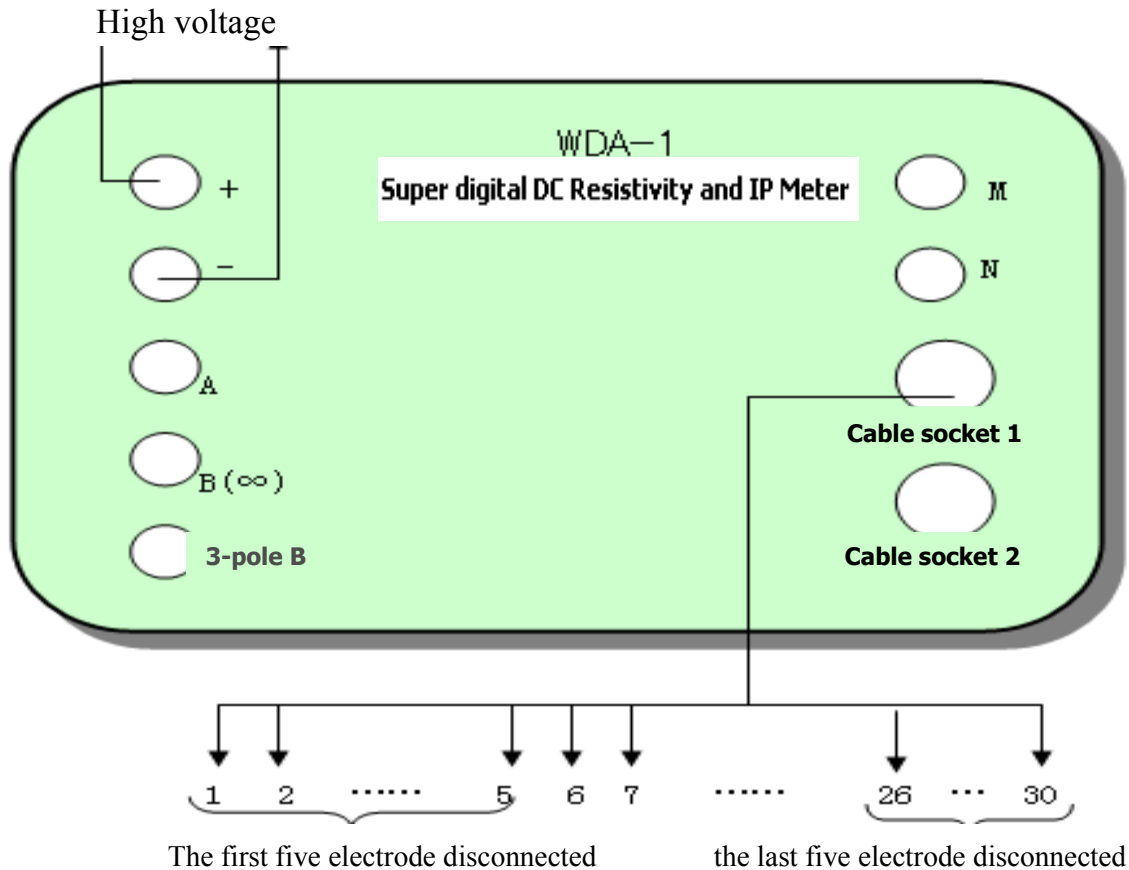 High voltage
WDA—1
Super digital DC Resistivity and IP Meter
+
M
-
N
A
Cable socket 1
B(∞)
3-pole B
Cable socket 2
1 2 ······ 5 6 7 ······ 26 ··· 30
The first five electrode disconnected the last five electrode disconnected